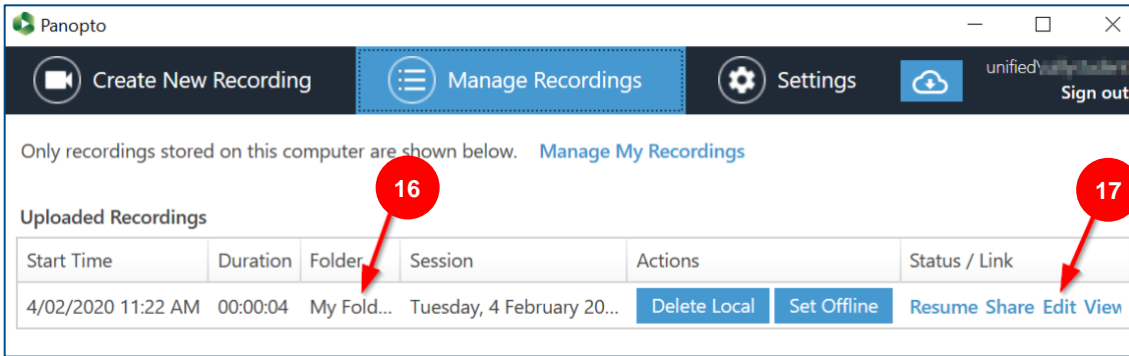 Panopto
Create New Recording Manage Recordings Settings unified\
Sign out
Only recordings stored on this computer are shown below. Manage My Recordings
16
17
Uploaded Recordings
Start Time Duration Folder Session Actions Status / Link
4/02/2020 11:22 AM 00:00:04 My Fold... Tuesday, 4 February 20... Delete Local Set Offline Resume Share Edit View